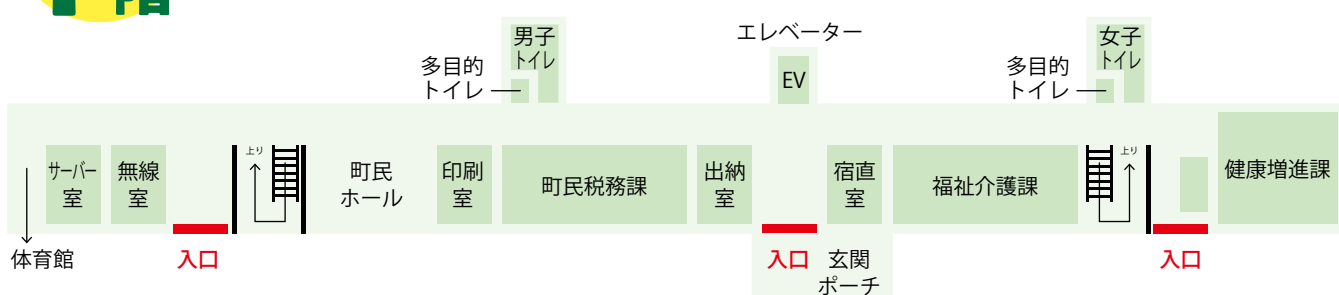 階
男子
トイレ
多目的
トイレ
エレベーター
EV
女子
トイレ
多目的
トイレ
サーバー
室
無線
室
上り
町民
ホール
印刷
室
町民税務課
出納
室
宿直
室
福祉介護課
上り
健康増進課
体育館
入口
入口
玄関
ポーチ
入口